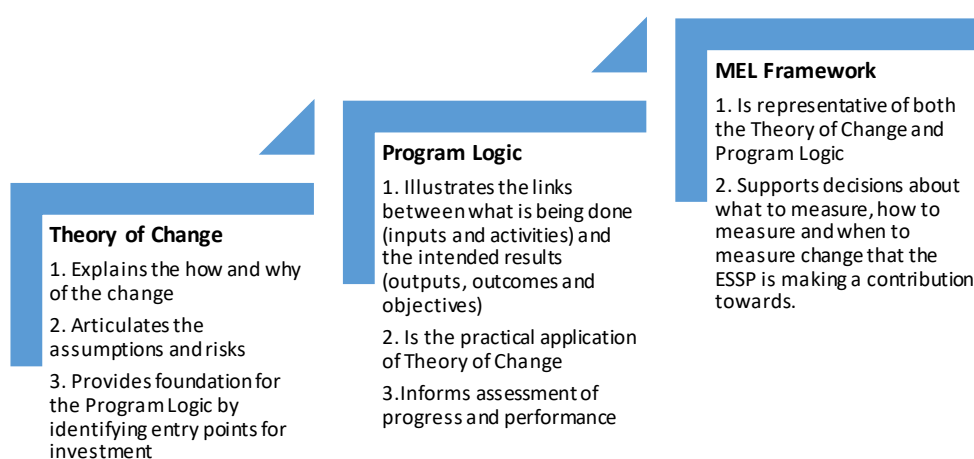 Theory of Change
1. Explains the how and why
of the change
2. Articulates the
assumptions and risks
3. Provides foundation for
the Program Logic by
identifying entry points for
investment
Program Logic
1. Illustrates the links
between what is being done
(inputs and activities) and
the intended results
(outputs, outcomes and
objectives)
2. Is the practical application
of Theory of Change
3.Informs assessment of
progress and performance
MEL Framework
1. Is representative of both
the Theory of Change and
Program Logic
2. Supports decisions about
what to measure, how to
measure and when to
measure change that the
ESSP is making a contribution
towards.